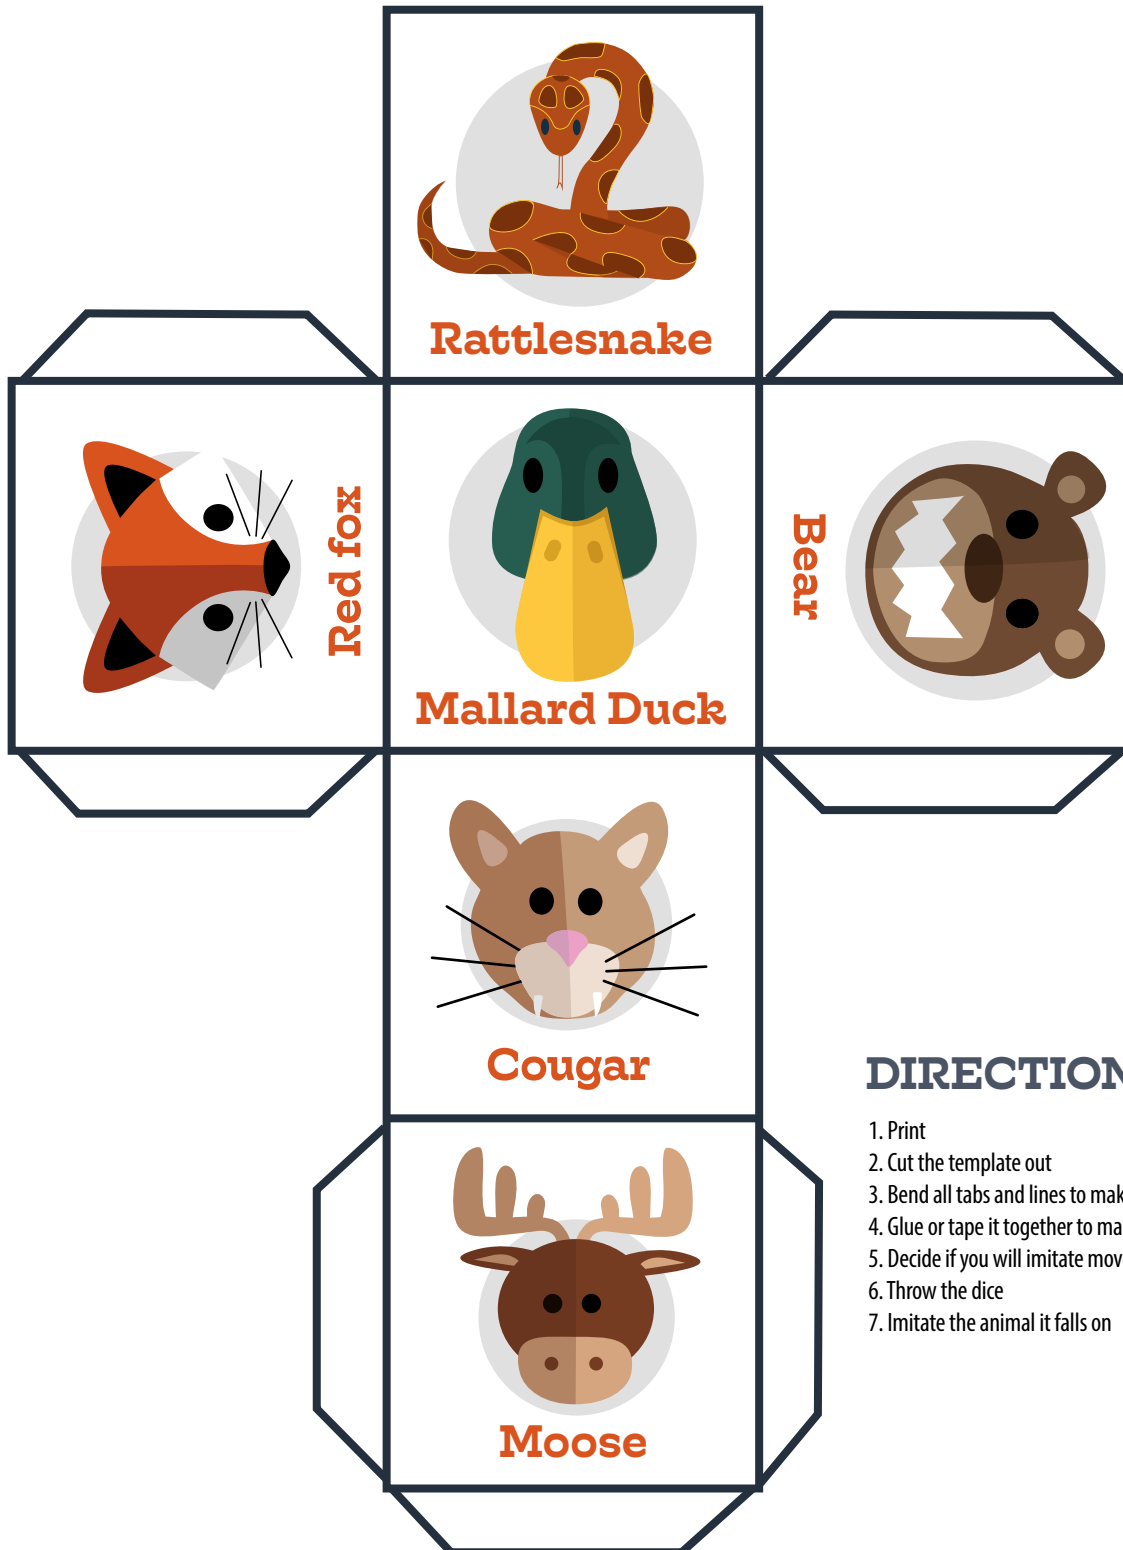 Rattlesnake
Red fox
Mallard Duck
Bear
Cougar
DIRECTION
1. Print
2. Cut the template out
3. Bend all tabs and lines to mak
4. Glue or tape it together to ma
5. Decide if you will imitate mov
6. Throw the dice
7. Imitate the animal it falls on
Moose